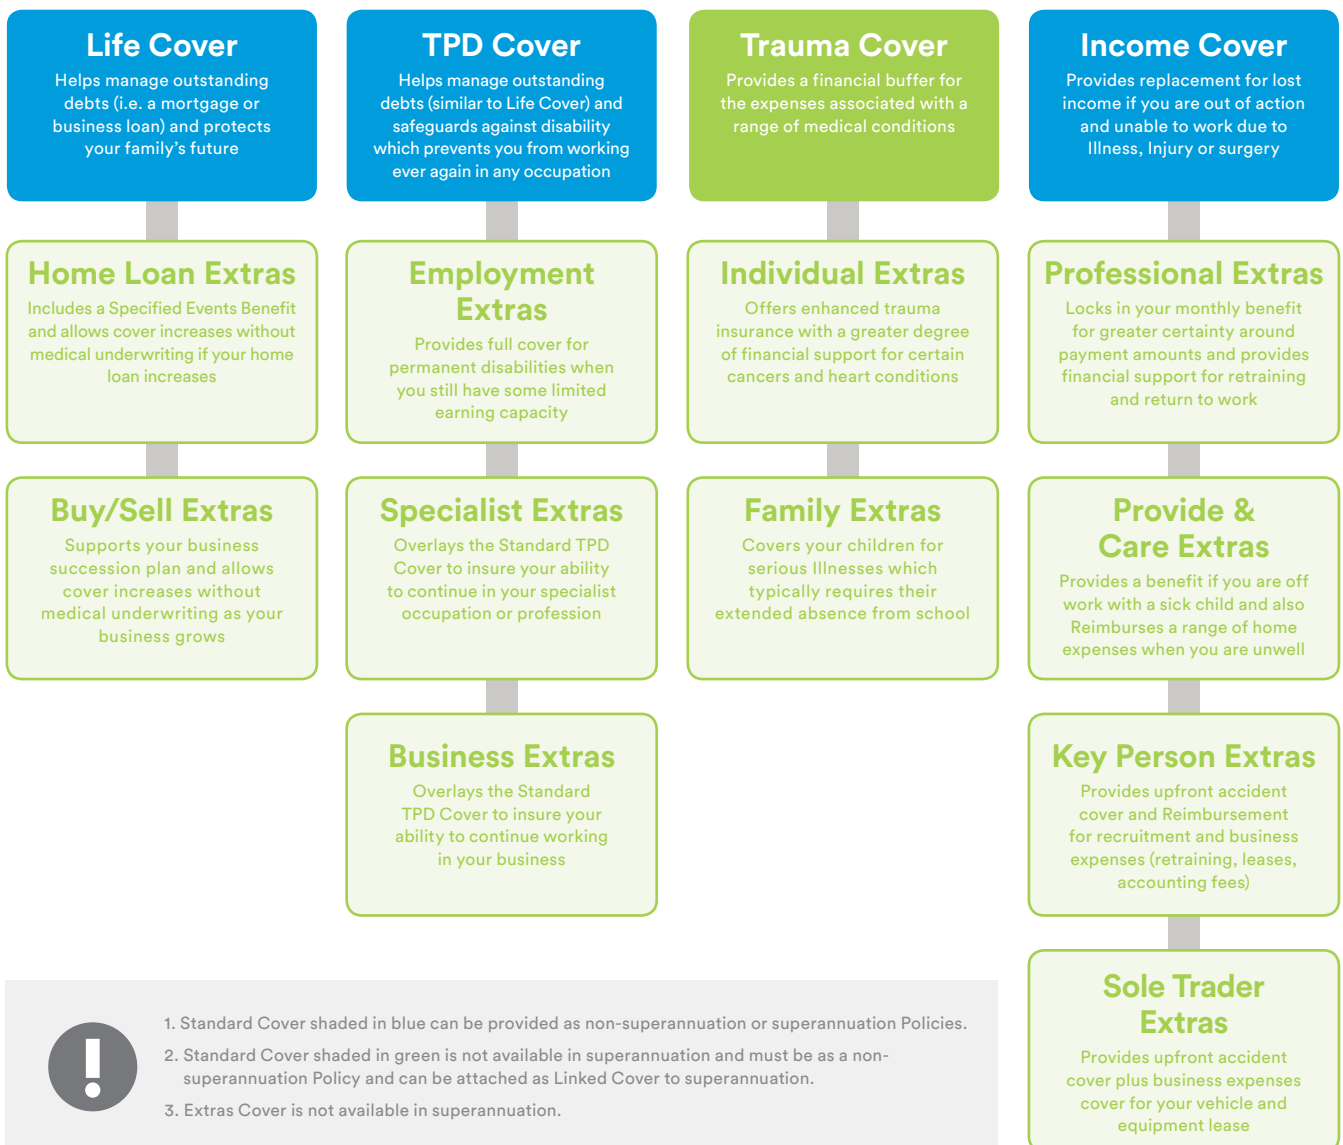 Life Cover
Helps manage outstanding
debts (i.e. a mortgage or
business loan) and protects
your family's future
TPD Cover
Helps manage outstanding
debts (similar to Life Cover) and
safeguards against disability
which prevents you from working
ever again in any occupation
Trauma Cover
Provides a financial buffer for
the expenses associated with a
range of medical conditions
Income Cover
Provides replacement for lost
income if you are out of action
and unable to work due to
Illness, Injury or surgery
Home Loan Extras
Includes a Specified Events Benefit
and allows cover increases without
medical underwriting if your home
loan increases
Employment
Extras
Provides full cover for
permanent disabilities when
you still have some limited
earning capacity
Individual Extras
Offers enhanced trauma
insurance with a greater degree
of financial support for certain
cancers and heart conditions
Professional Extras
Locks in your monthly benefit
for greater certainty around
payment amounts and provides
financial support for retraining
and return to work
Buy/Sell Extras
Supports your business
succession plan and allows
cover increases without
medical underwriting as your
business grows
Specialist Extras
Overlays the Standard TPD
Cover to insure your ability
to continue in your specialist
occupation or profession
Family Extras
Covers your children for
serious Illnesses which
typically requires their
extended absence from school
Provide &
Care Extras
Provides a benefit if you are off
work with a sick child and also
Reimburses a range of home
expenses when you are unwell
Business Extras
Overlays the Standard
TPD Cover to insure your
ability to continue working
in your business
Key Person Extras
Provides upfront accident
cover and Reimbursement
for recruitment and business
expenses (retraining, leases,
accounting fees)
Sole Trader
Extras
Provides upfront accident
cover plus business expenses
cover for your vehicle and
equipment lease
1. Standard Cover shaded in blue can be provided as non-superannuation or superannuation Policies.
2. Standard Cover shaded in green is not available in superannuation and must be as a non-
superannuation Policy and can be attached as Linked Cover to superannuation.
3. Extras Cover is not available in superannuation.